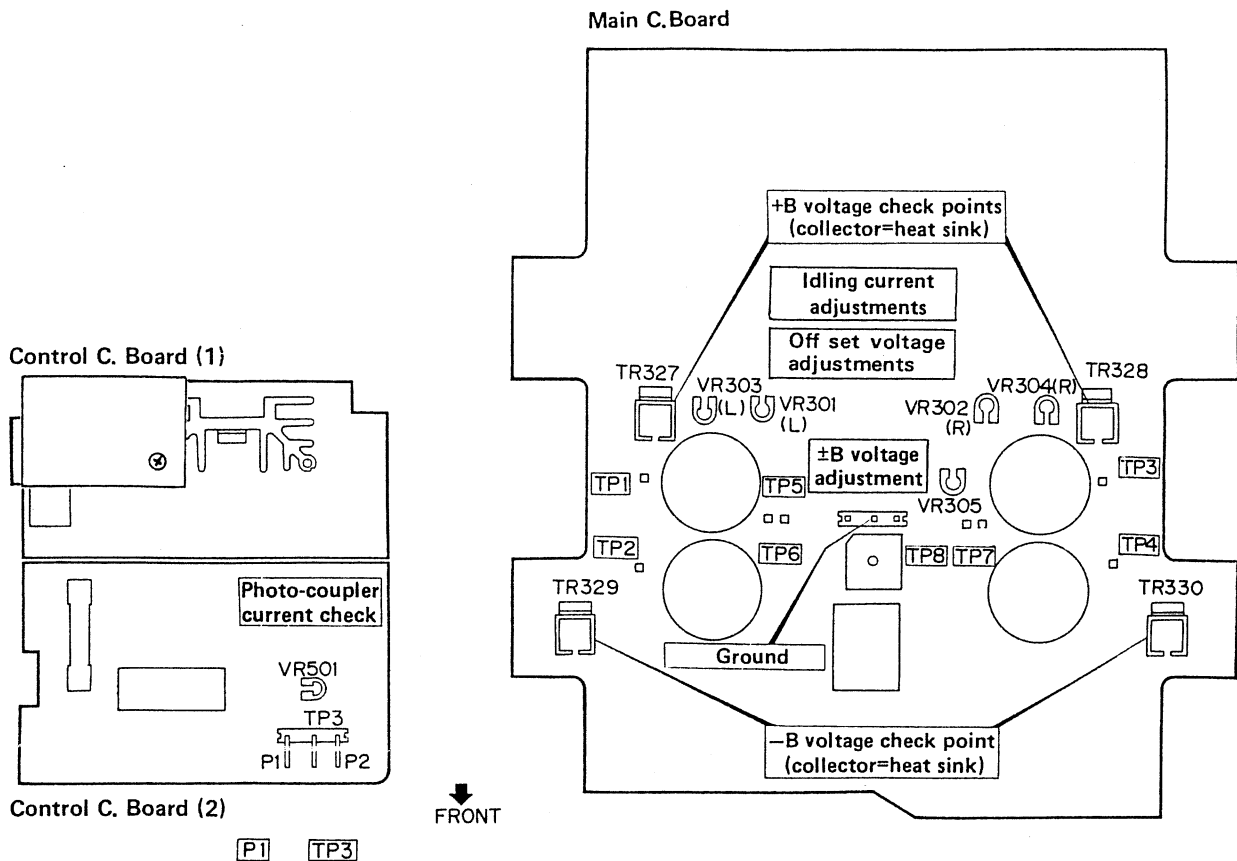 Main C. Board
+B voltage check points
(collector=heat sink)
Idling current
adjustments
Off set voltage
adjustments
Control C. Board (1)
TR327
VR303
(L)
VR301
(L)
VR302
(R)
VR304(R)
TR328
±B voltage
adjustment
VR305
TP1
TP5
TP3
TP2
TP6
TP8
TP7
TP4
TR329
TR330
Photo-coupler
current check
Ground
VR501
TP3
P1
P2
−B voltage check point
(collector=heat sink)
Control C. Board (2)
FRONT
P1
TP3